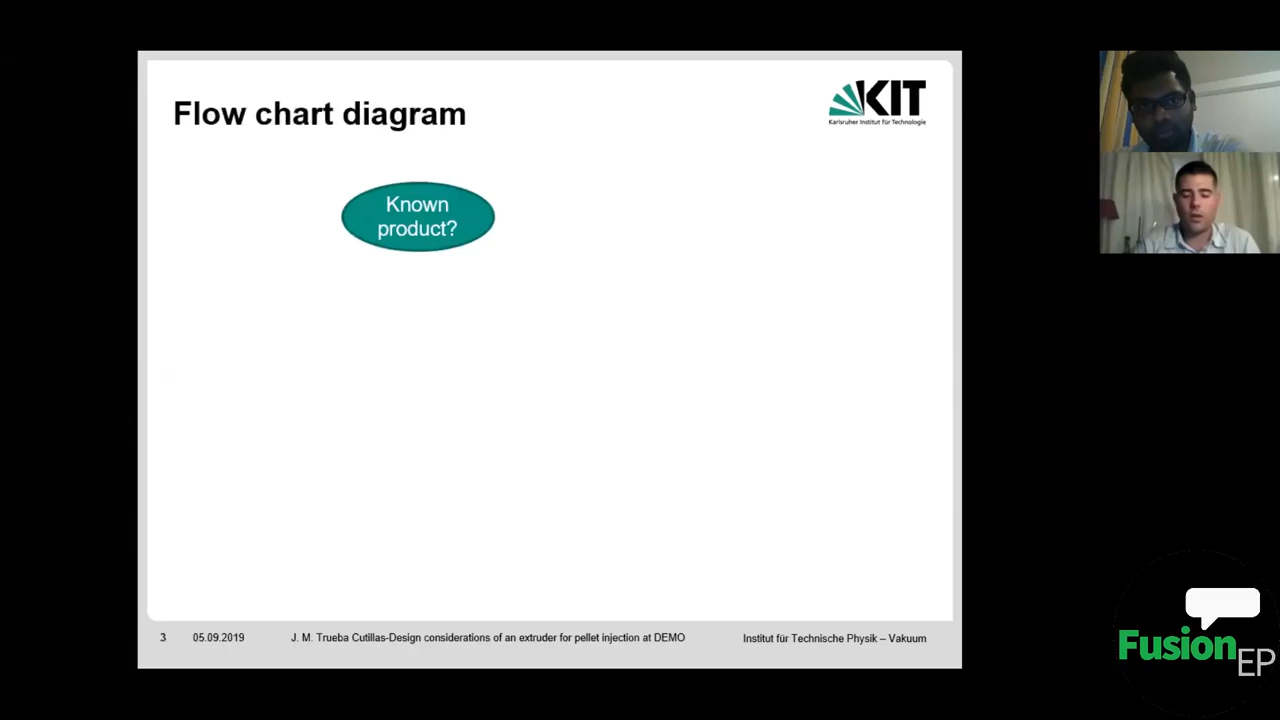 Flow chart diagram
KIT
Karlsruher Institut für Technologie
Known
product?
3
05.09.2019
J. M. Trueba Cutillas-Design considerations of an extruder for pellet injection at DEMO
Institut für Technische Physik – Vakuum
Fusion
EP